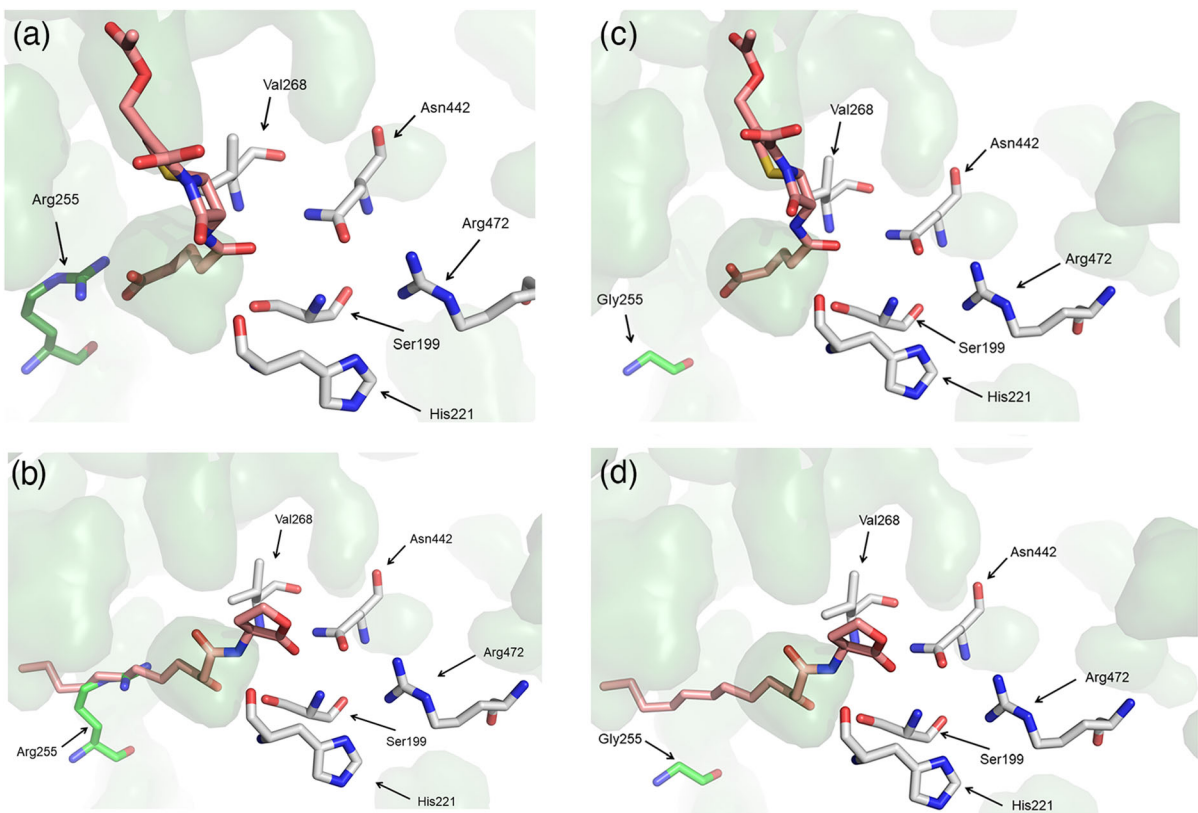 (a)
Val268
Asn442
Arg255
Arg472
Ser199
His221
(c)
Val268
Asn442
Arg472
Gly255
Ser199
His221
(b)
Val268
Asn442
Arg472
Arg255
Ser199
His221
(d)
Val268
Asn442
Arg472
Gly255
Ser199
His221